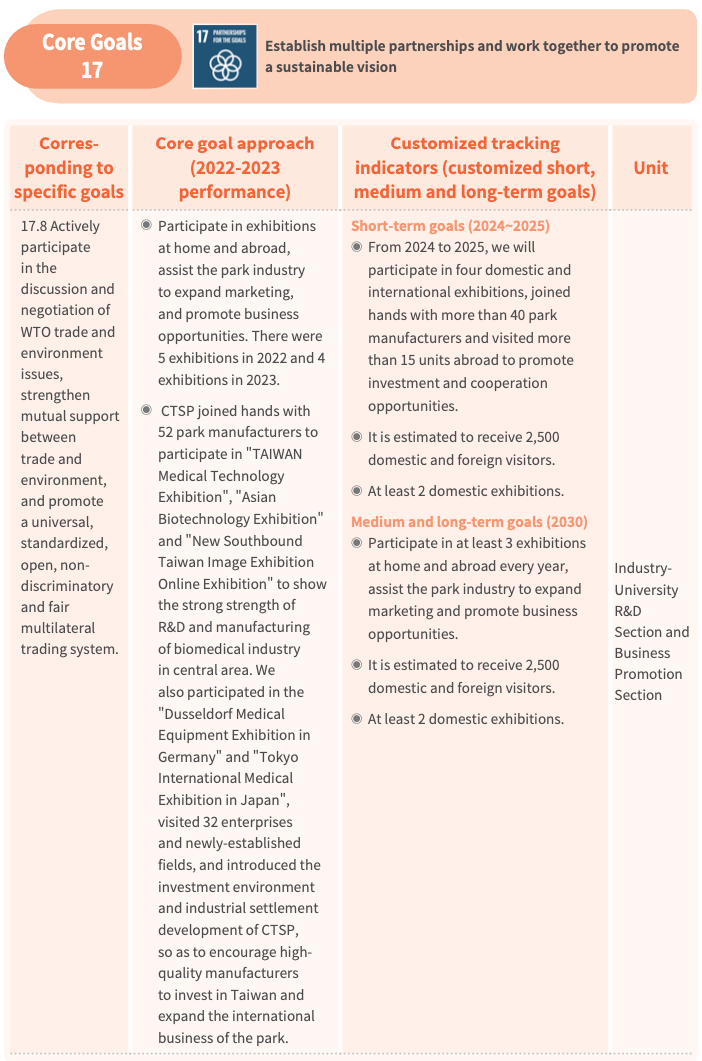 Core Goals
17
17 PARTNERSHIPS
FOR THE GOALS
Establish multiple partnerships and work together to promote
a sustainable vision
Corres-
ponding to
specific goals
Core goal approach
(2022-2023
performance)
Customized tracking
indicators (customized short,
medium and long-term goals)
Unit
17.8 Actively
participate
in the
discussion and
negotiation of
WTO trade and
environment
issues,
strengthen
mutual support
between
trade and
environment,
and promote
a universal,
standardized,
open, non-
discriminatory
and fair
multilateral
trading system.
◉ Participate in exhibitions
at home and abroad,
assist the park industry
to expand marketing,
and promote business
opportunities. There were
5 exhibitions in 2022 and 4
exhibitions in 2023.
◉ CTSP joined hands with
52 park manufacturers to
participate in "TAIWAN
Medical Technology
Exhibition", "Asian
Biotechnology Exhibition"
and "New Southbound
Taiwan Image Exhibition
Online Exhibition" to show
the strong strength of
R&D and manufacturing
of biomedical industry
in central area. We
also participated in the
"Dusseldorf Medical
Equipment Exhibition in
Germany" and "Tokyo
International Medical
Exhibition in Japan",
visited 32 enterprises
and newly-established
fields, and introduced the
investment environment
and industrial settlement
development of CTSP,
so as to encourage high-
quality manufacturers
to invest in Taiwan and
expand the international
business of the park.
Short-term goals (2024~2025)
◉ From 2024 to 2025, we will
participate in four domestic and
international exhibitions, joined
hands with more than 40 park
manufacturers and visited more
than 15 units abroad to promote
investment and cooperation
opportunities.
◉ It is estimated to receive 2,500
domestic and foreign visitors.
◉ At least 2 domestic exhibitions.
Medium and long-term goals (2030)
◉ Participate in at least 3 exhibitions
at home and abroad every year,
assist the park industry to expand
marketing and promote business
opportunities.
◉ It is estimated to receive 2,500
domestic and foreign visitors.
◉ At least 2 domestic exhibitions.
Industry-
University
R&D
Section and
Business
Promotion
Section